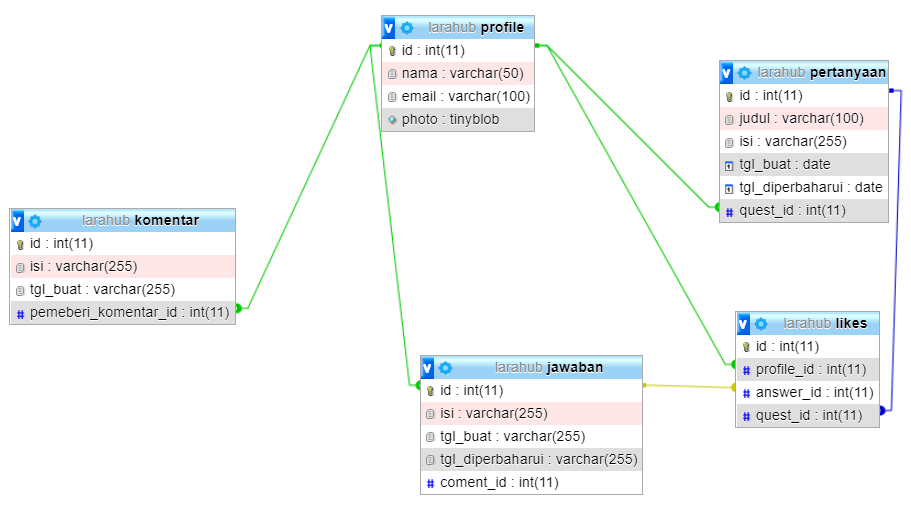 larahub profile
id : int(11)
nama : varchar(50)
email : varchar(100)
photo : tinyblob
larahub pertanyaan
id : int(11)
judul : varchar(100)
isi : varchar(255)
tgl_buat : date
tgl_diperbaharui : date
quest_id : int(11)
larahub komentar
id : int(11)
isi : varchar(255)
tgl_buat : varchar(255)
pemeberi_komentar_id : int(11)
larahub likes
id : int(11)
profile_id : int(11)
answer_id : int(11)
quest_id : int(11)
larahub jawaban
id : int(11)
isi : varchar(255)
tgl_buat : varchar(255)
tgl_diperbaharui : varchar(255)
coment_id : int(11)